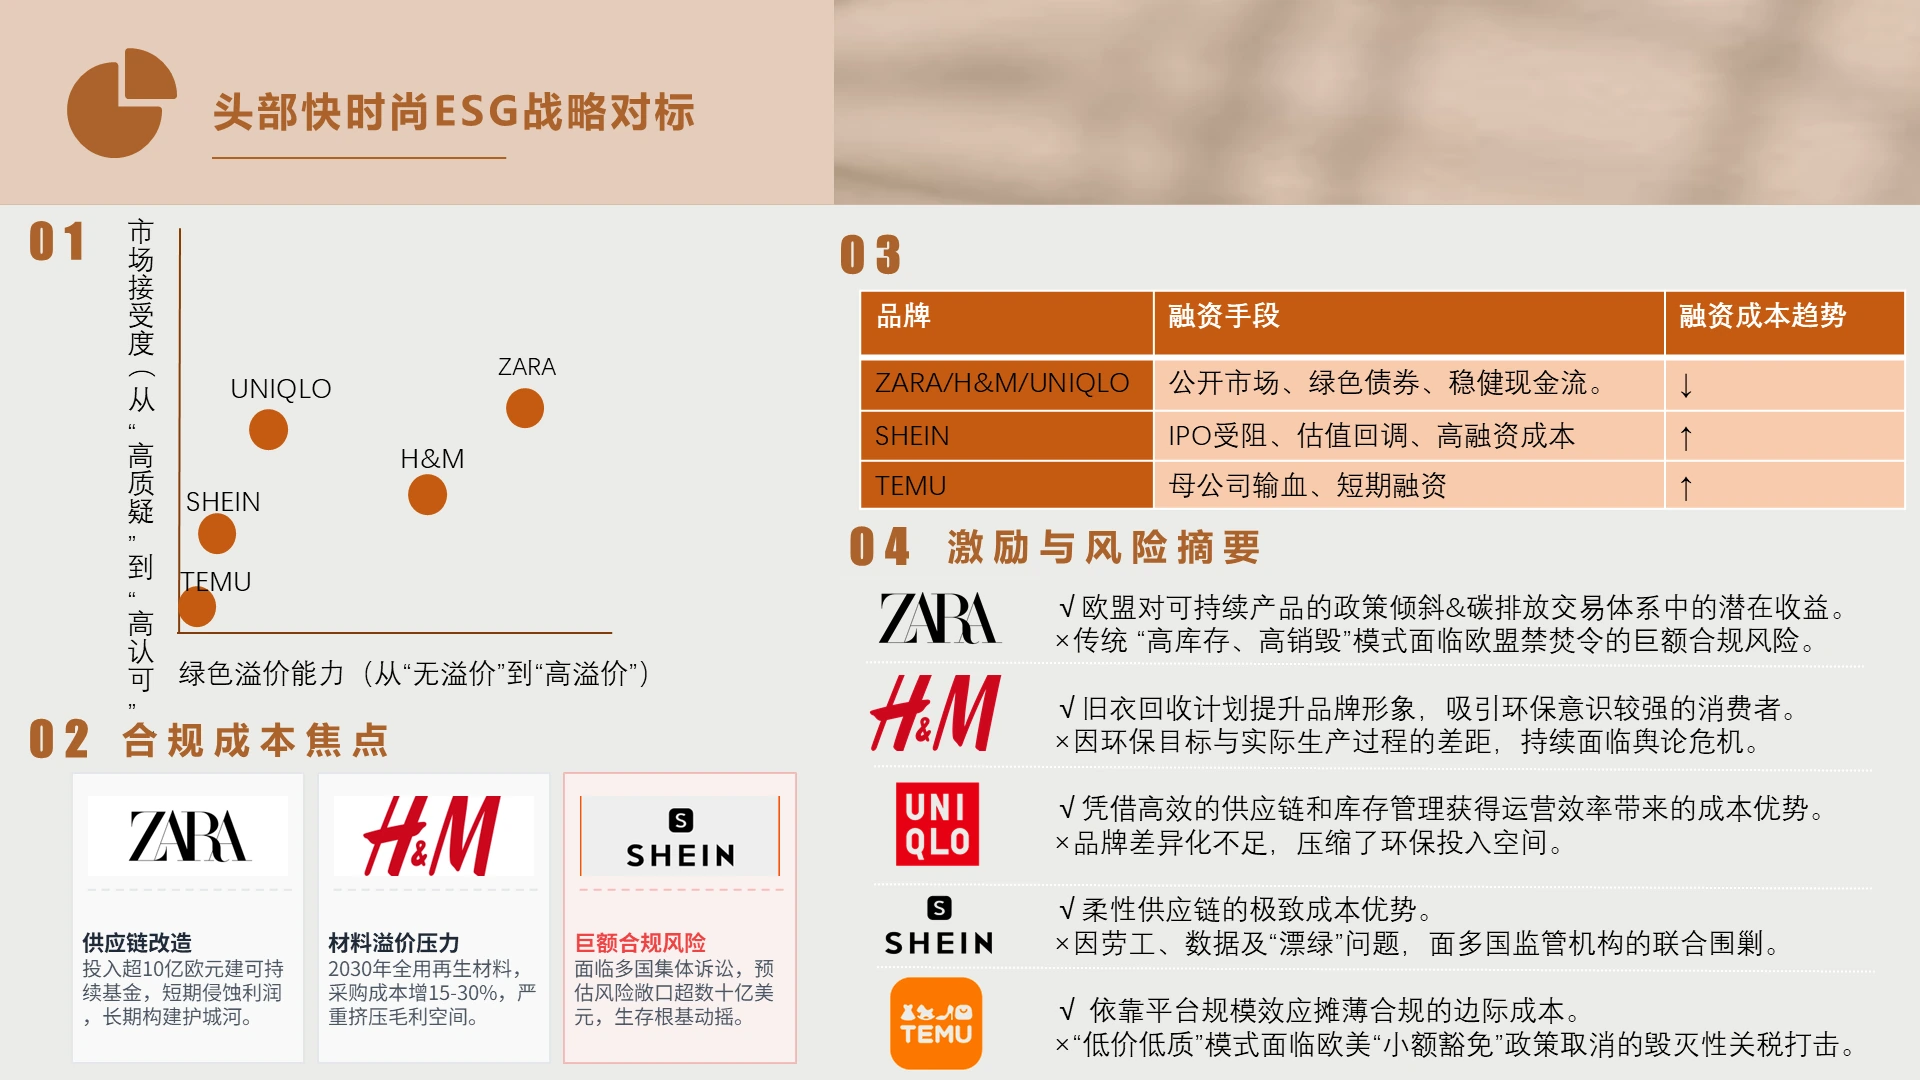 头部快时尚ESG战略对标
01
市场接受度（从“高质疑”到“高认可”
UNIQLO
ZARA
H&M
SHEIN
TEMU
绿色溢价能力（从“无溢价”到“高溢价”）
02 合规成本焦点
ZARA
供应链改造
投入超10亿欧元建可持
续基金，短期侵蚀利润
，长期构建护城河。
H&M
材料溢价压力
2030年全用再生材料，
采购成本增15-30%，严
重挤压毛利空间。
S
SHEIN
巨额合规风险
面临多国集体诉讼，预
估风险敞口超数十亿美
元，生存根基动摇。
03
品牌 融资手段 融资成本趋势
ZARA/H&M/UNIQLO 公开市场、绿色债券、稳健现金流。 ↓
SHEIN IPO受阻、估值回调、高融资成本 ↑
TEMU 母公司输血、短期融资 ↑
04 激励与风险摘要
ZARA
√ 欧盟对可持续产品的政策倾斜&碳排放交易体系中的潜在收益。
×传统 “高库存、高销毁”模式面临欧盟禁焚令的巨额合规风险。
H&M
√ 旧衣回收计划提升品牌形象，吸引环保意识较强的消费者。
×因环保目标与实际生产过程的差距，持续面临舆论危机。
UNI
QLO
√ 凭借高效的供应链和库存管理获得运营效率带来的成本优势。
×品牌差异化不足，压缩了环保投入空间。
S
SHEIN
√ 柔性供应链的极致成本优势。
×因劳工、数据及“漂绿”问题，面多国监管机构的联合围剿。
TEMU
√ 依靠平台规模效应摊薄合规的边际成本。
×“低价低质”模式面临欧美“小额豁免”政策取消的毁灭性关税打击。